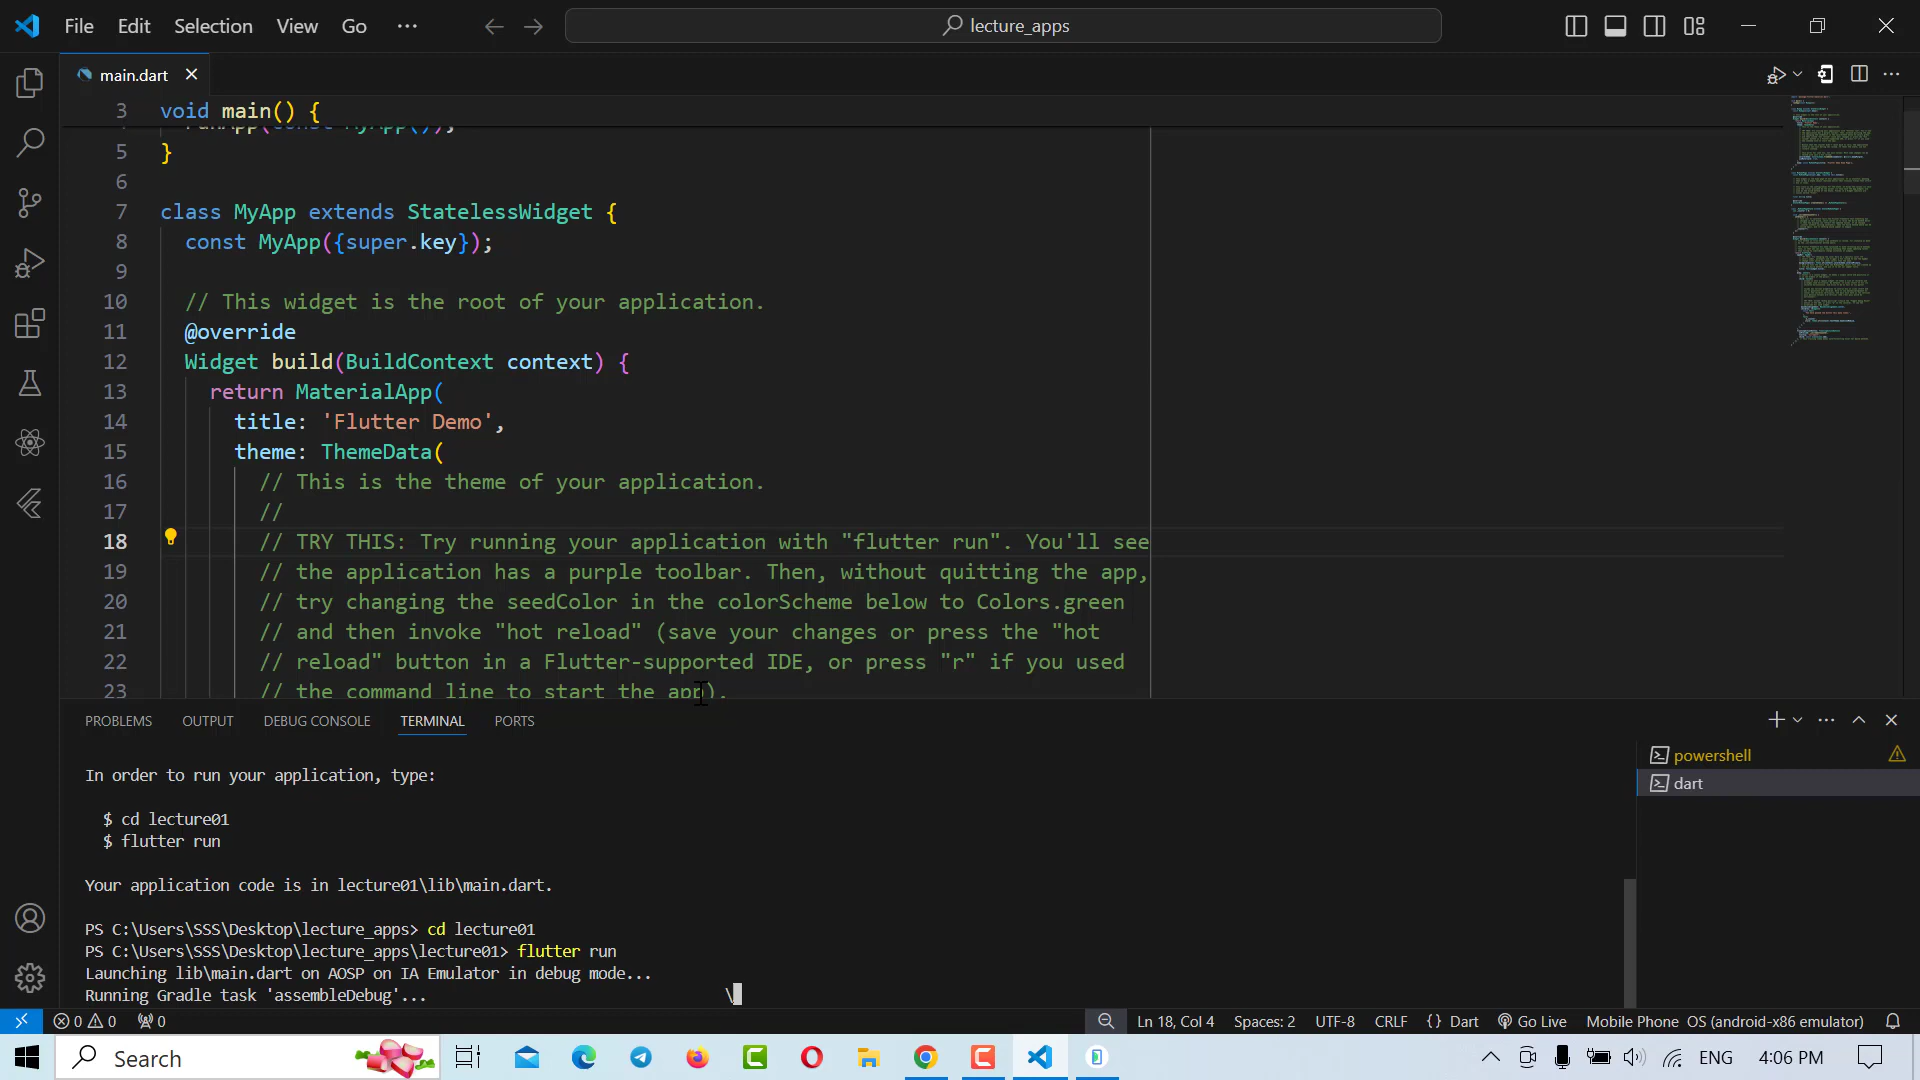 File Edit Selection View Go ···
lecture_apps
main.dart
3 void main() {
runApp(const MyApp());
5 }
6
7 class MyApp extends StatelessWidget {
8 const MyApp({super.key});
9
10 // This widget is the root of your application.
11 @override
12 Widget build(BuildContext context) {
13 return MaterialApp(
14 title: 'Flutter Demo',
15 theme: ThemeData(
16 // This is the theme of your application.
17 //
18 // TRY THIS: Try running your application with "flutter run". You'll see
19 // the application has a purple toolbar. Then, without quitting the app,
20 // try changing the seedColor in the colorScheme below to Colors.green
21 // and then invoke "hot reload" (save your changes or press the "hot
22 // reload" button in a Flutter-supported IDE, or press "r" if you used
23 // the command line to start the app).
PROBLEMS OUTPUT DEBUG CONSOLE TERMINAL PORTS
powershell
dart
In order to run your application, type:
$ cd lecture01
$ flutter run
Your application code is in lecture01\lib\main.dart.
PS C:\Users\SSS\Desktop\lecture_apps> cd lecture01
PS C:\Users\SSS\Desktop\lecture_apps\lecture01> flutter run
Launching lib\main.dart on AOSP on IA Emulator in debug mode...
Running Gradle task 'assembleDebug'... \
0 0 0 Ln 18, Col 4 Spaces: 2 UTF-8 CRLF {} Dart Go Live Mobile Phone OS (android-x86 emulator)
Search ENG 4:06 PM